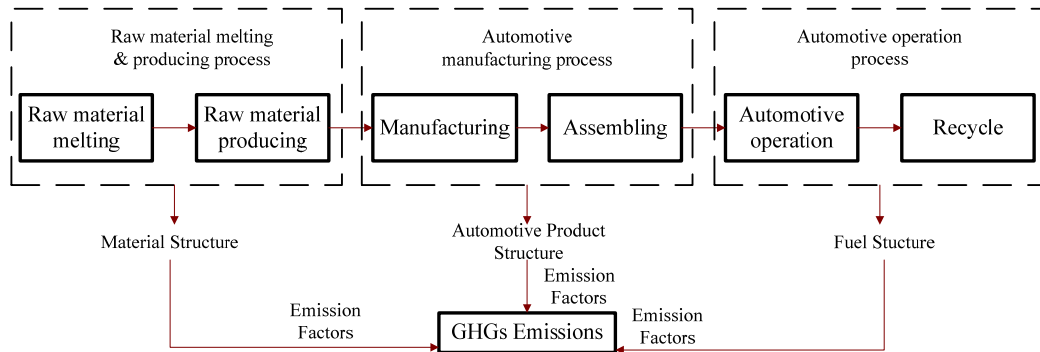 Raw material melting
& producing process
Automotive
manufacturing process
Automotive operation
process
Raw material
melting
Raw material
producing
Manufacturing
Assembling
Automotive
operation
Recycle
Material Structure
Automotive Product
Structure
Fuel Stucture
Emission
Factors
Emission
Factors
Emission
Factors
GHGs Emissions